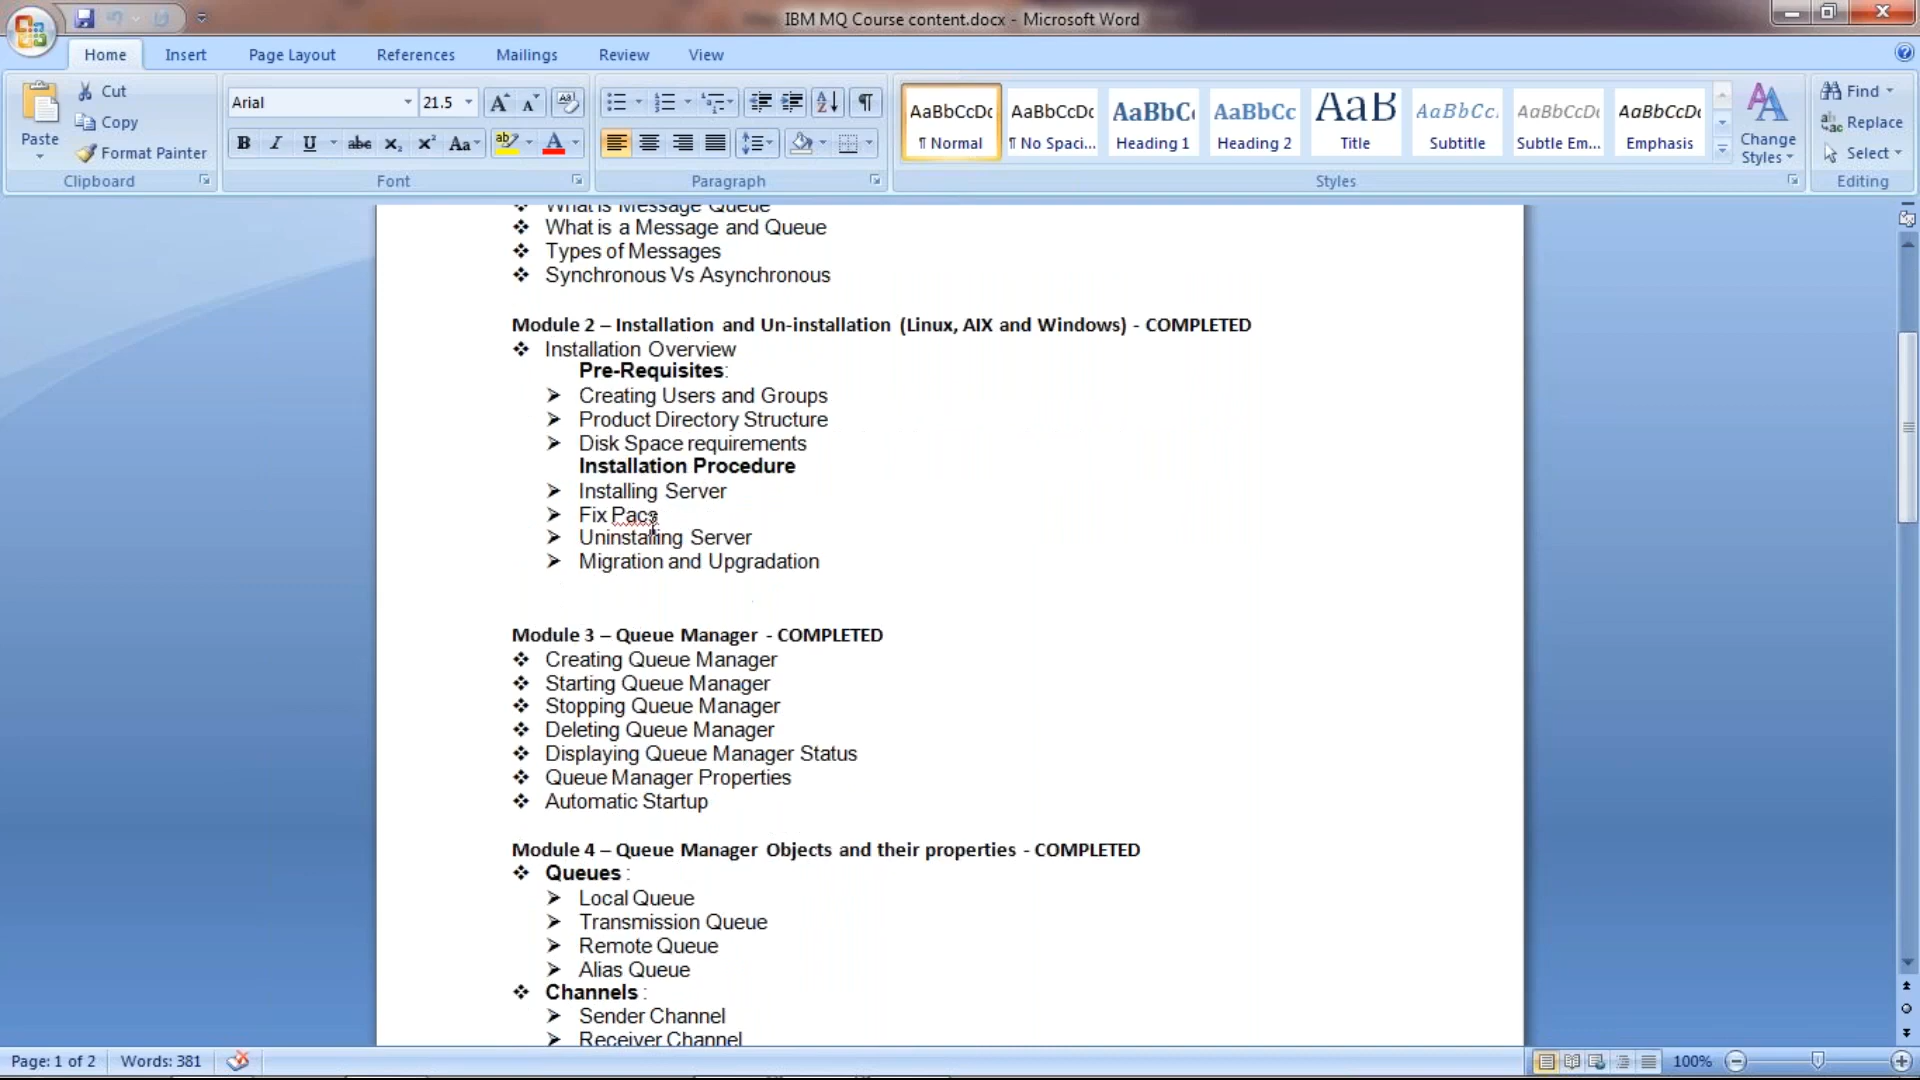 IBM MQ Course content.docx - Microsoft Word
Home Insert Page Layout References Mailings Review View
Paste
Cut
Copy
Format Painter
Clipboard
Arial 21.5
Font
Paragraph
AaBbCcDc AaBbCcDc AaBbC AaBbCc AaB AaBbCc. AaBbCcDc AaBbCcDc
¶ Normal ¶ No Spaci... Heading 1 Heading 2 Title Subtitle Subtle Em... Emphasis
Styles
Change
Styles
Find
Replace
Select
Editing
What is Message Queue
What is a Message and Queue
Types of Messages
Synchronous Vs Asynchronous
Module 2 – Installation and Un-installation (Linux, AIX and Windows) - COMPLETED
Installation Overview
Pre-Requisites:
Creating Users and Groups
Product Directory Structure
Disk Space requirements
Installation Procedure
Installing Server
Fix Pacs
Uninstalling Server
Migration and Upgradation
Module 3 – Queue Manager - COMPLETED
Creating Queue Manager
Starting Queue Manager
Stopping Queue Manager
Deleting Queue Manager
Displaying Queue Manager Status
Queue Manager Properties
Automatic Startup
Module 4 – Queue Manager Objects and their properties - COMPLETED
Queues :
Local Queue
Transmission Queue
Remote Queue
Alias Queue
Channels :
Sender Channel
Receiver Channel
Page: 1 of 2 Words: 381 100%